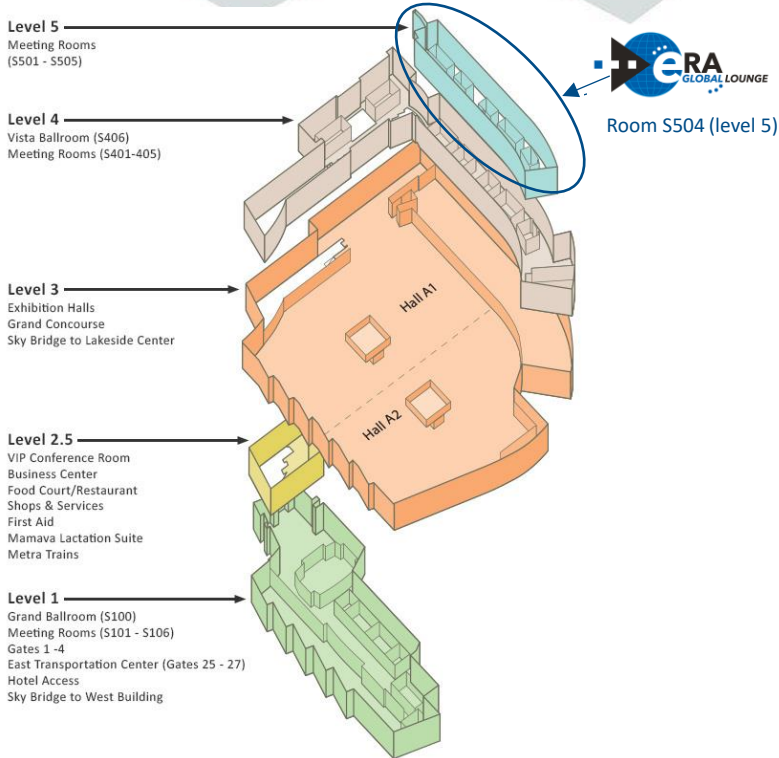 Level 5
Meeting Rooms
(S501 - S505)
eRA
GLOBAL LOUNGE
Room S504 (level 5)
Level 4
Vista Ballroom (S406)
Meeting Rooms (S401-405)
Level 3
Exhibition Halls
Grand Concourse
Sky Bridge to Lakeside Center
Hall A1
Hall A2
Level 2.5
VIP Conference Room
Business Center
Food Court/Restaurant
Shops & Services
First Aid
Mamava Lactation Suite
Metra Trains
Level 1
Grand Ballroom (S100)
Meeting Rooms (S101 - S106)
Gates 1 -4
East Transportation Center (Gates 25 - 27)
Hotel Access
Sky Bridge to West Building